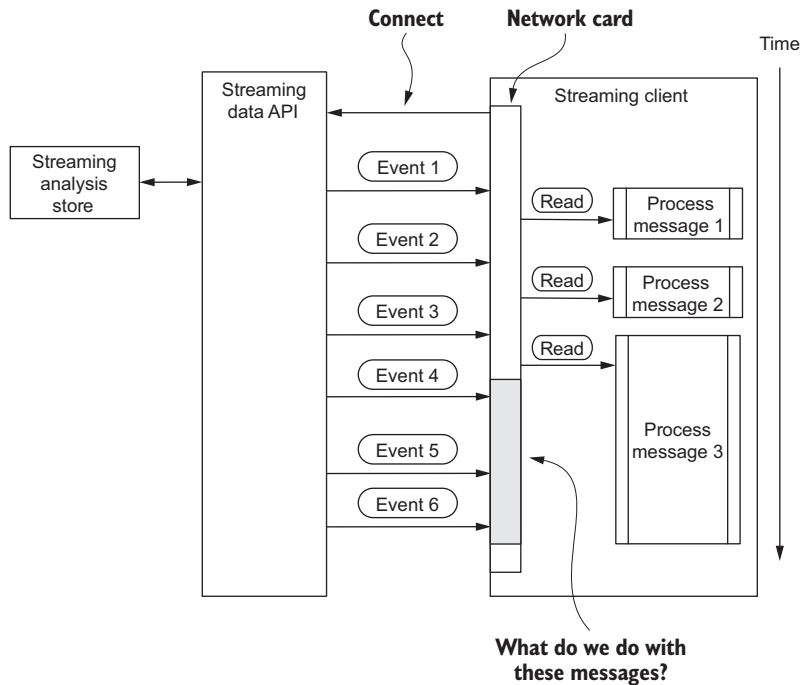 Connect
Network card
Time
Streaming
data API
Streaming client
Streaming
analysis
store
Event 1
Read
Process
message 1
Event 2
Read
Process
message 2
Event 3
Read
Event 4
Process
message 3
Event 5
Event 6
What do we do with
these messages?